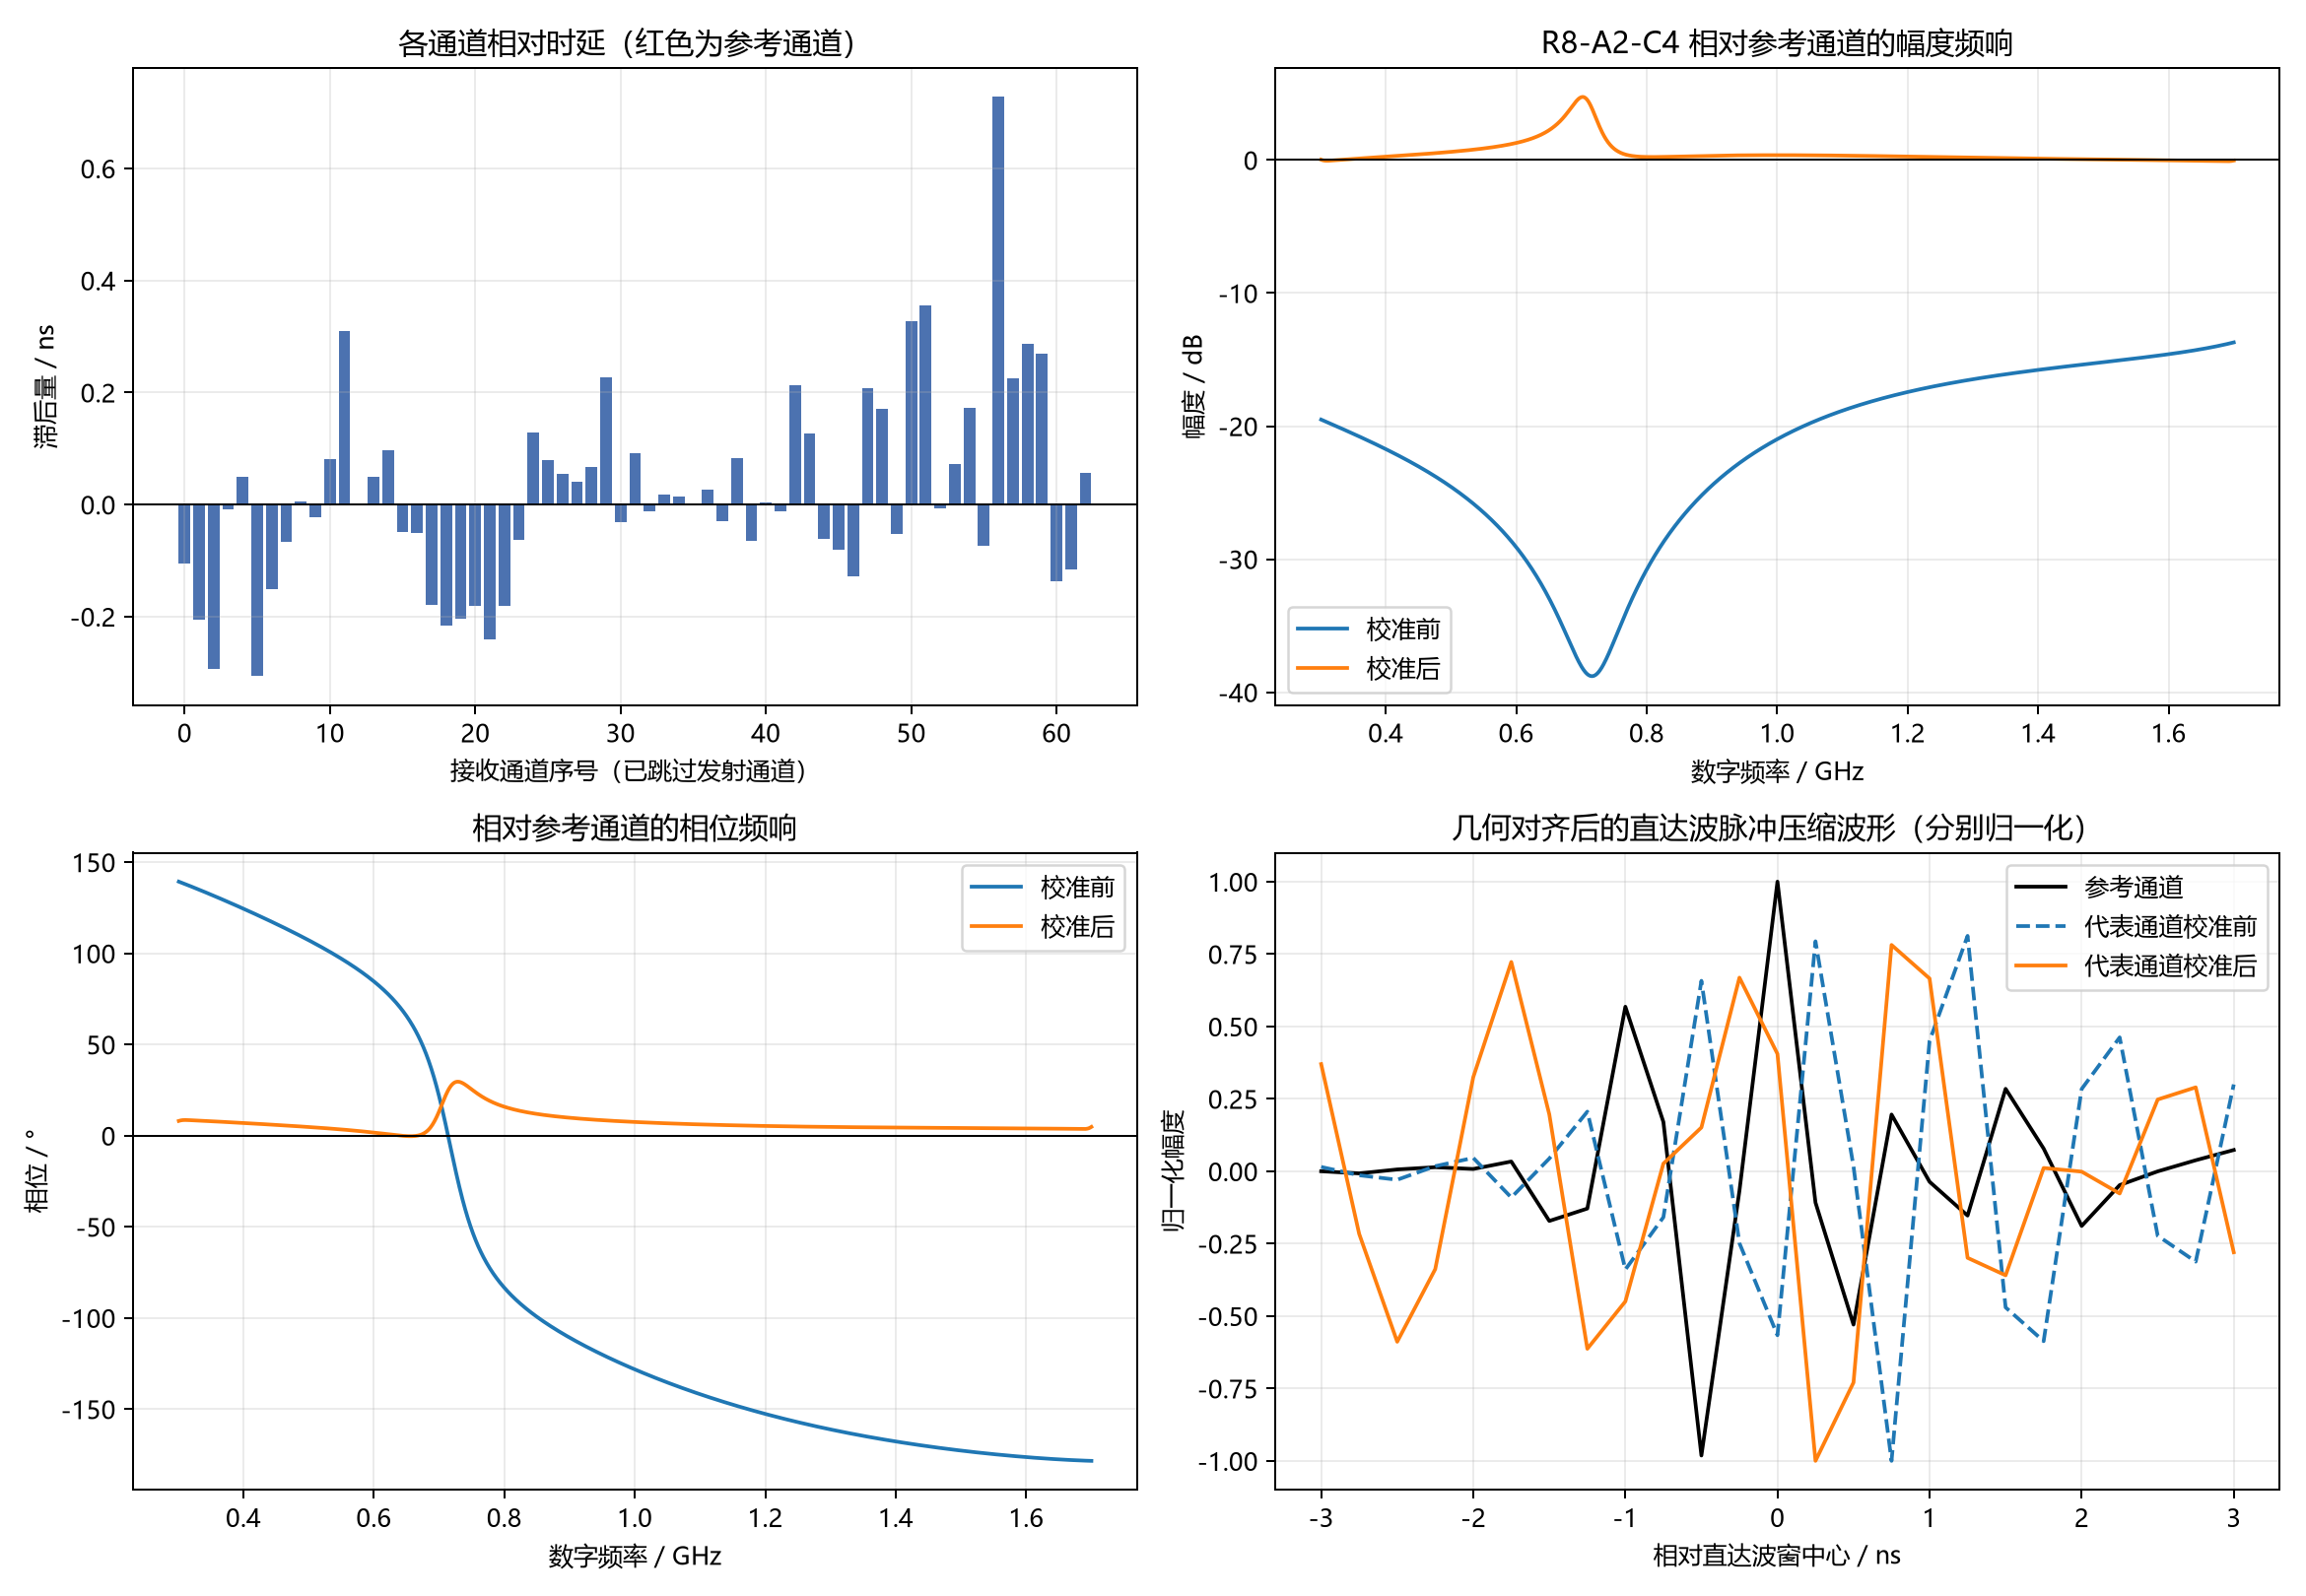 各通道相对时延（红色为参考通道）
滞后量 / ns
0.6
0.4
0.2
0.0
-0.2
0 10 20 30 40 50 60
接收通道序号（已跳过发射通道）
R8-A2-C4 相对参考通道的幅度频响
幅度 / dB
0
-10
-20
-30
-40
校准前
校准后
0.4 0.6 0.8 1.0 1.2 1.4 1.6
数字频率 / GHz
相对参考通道的相位频响
相位 / °
150
100
50
0
-50
-100
-150
校准前
校准后
0.4 0.6 0.8 1.0 1.2 1.4 1.6
数字频率 / GHz
几何对齐后的直达波脉冲压缩波形（分别归一化）
归一化幅度
1.00
0.75
0.50
0.25
0.00
-0.25
-0.50
-0.75
-1.00
参考通道
代表通道校准前
代表通道校准后
-3 -2 -1 0 1 2 3
相对直达波窗中心 / ns